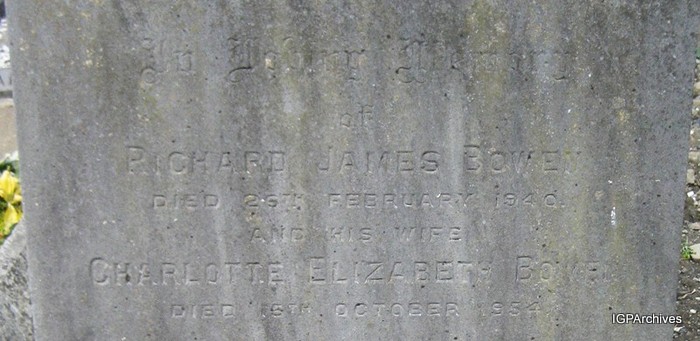 In Loving Memory
of
RICHARD JAMES BOWEN
DIED 26TH FEBRUARY 1940.
AND HIS WIFE
CHARLOTTE ELIZABETH BOWEN
DIED 18TH OCTOBER 1954
IGPArchives